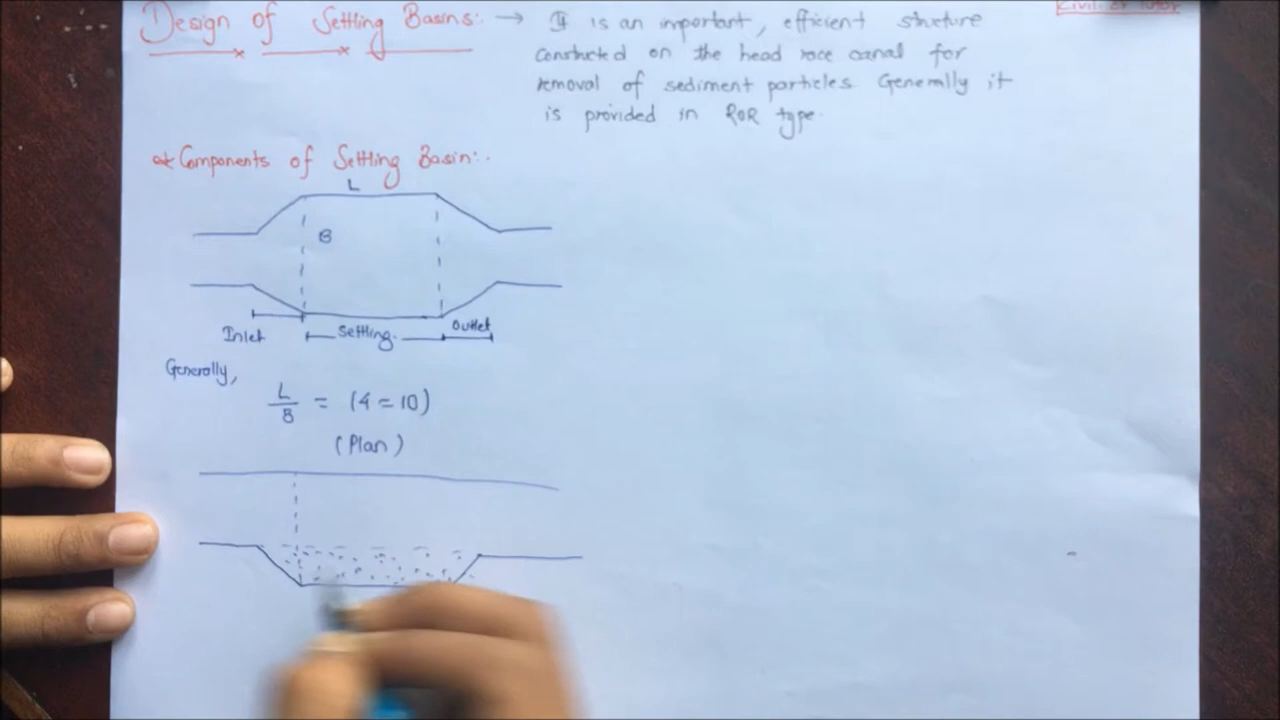 Design of Settling Basins:- → It is an important, efficient structure
constructed on the head race canal for
removal of sediment particles. Generally it
is provided in ROR type.
* Components of Settling Basin:-
L
B
Inlet Settling. Outlet
Generally,
L/B = (4 = 10)
(Plan)